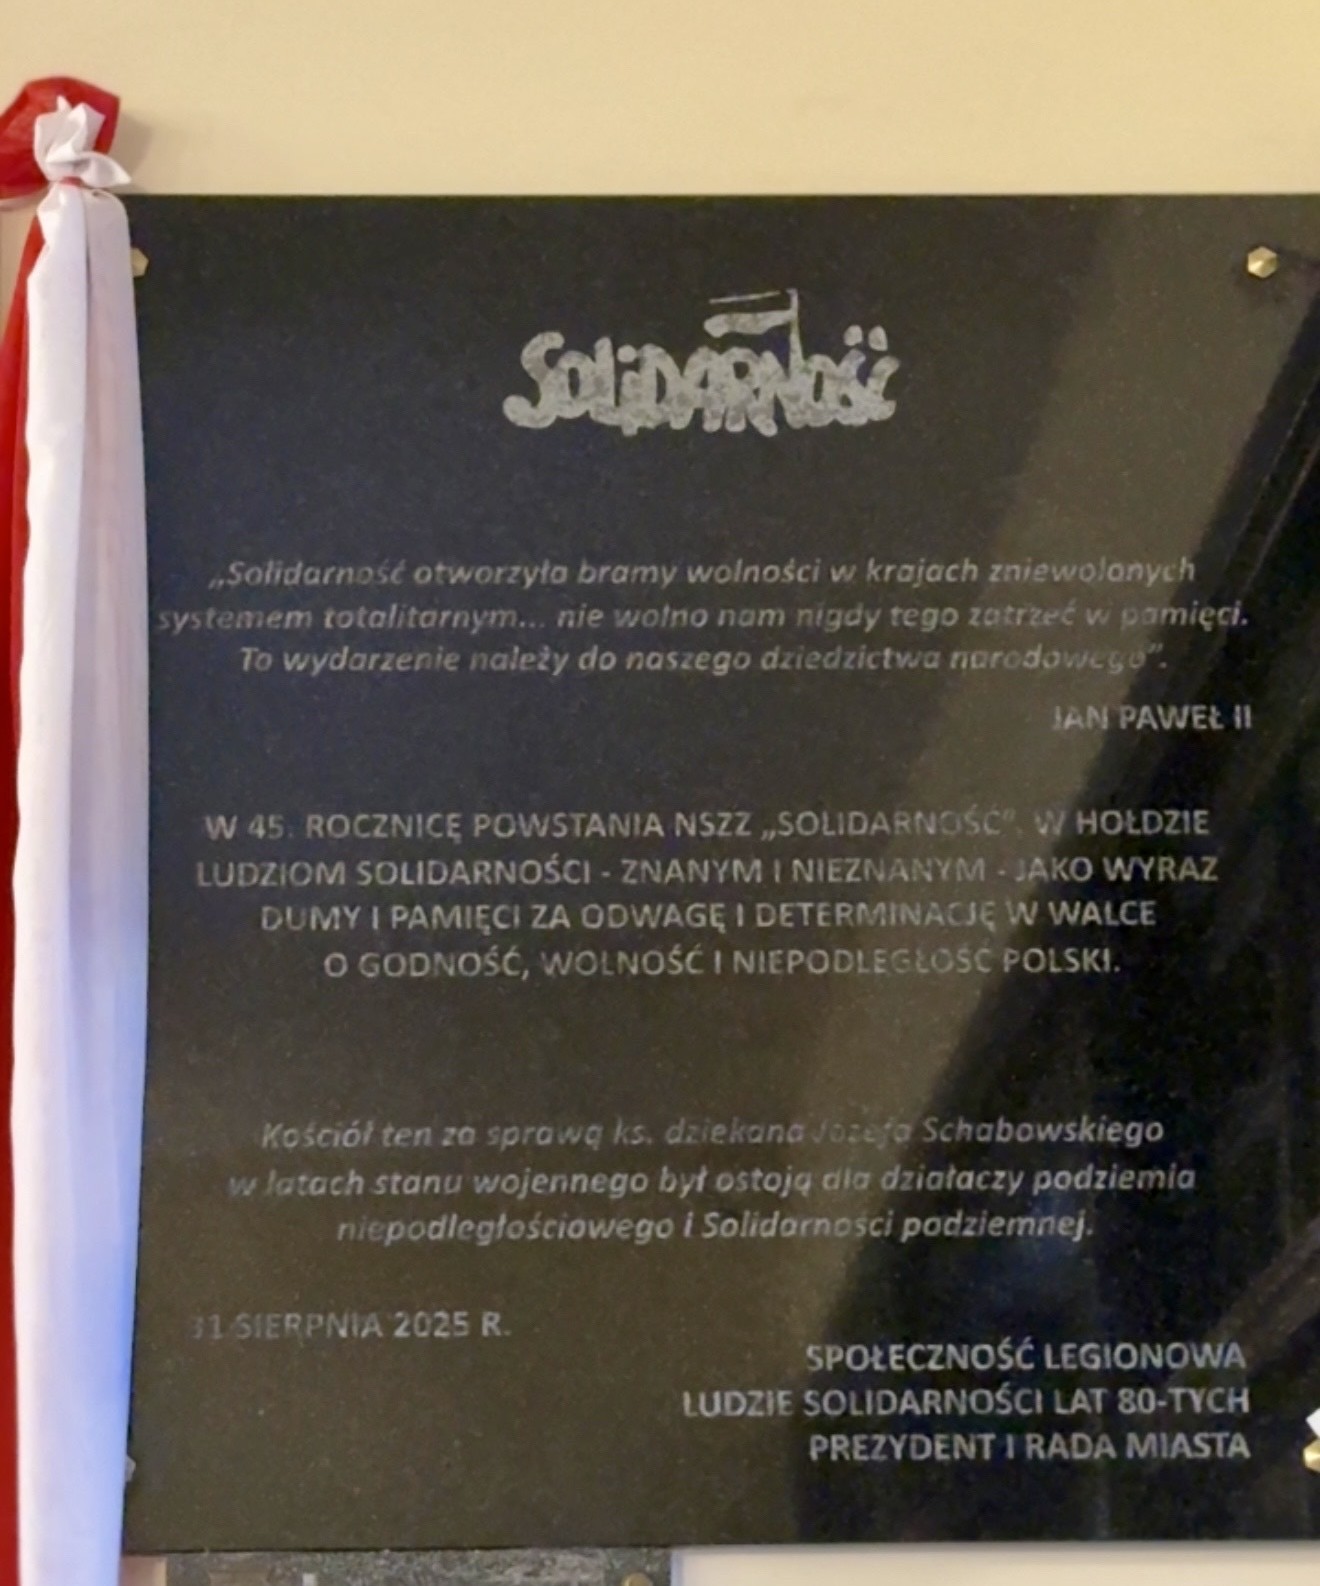 SOLIDARNOŚĆ
„Solidarność otworzyła bramy wolności w krajach zniewolonych
systemem totalitarnym... nie wolno nam nigdy tego zatrzeć w pamięci.
To wydarzenie należy do naszego dziedzictwa narodowego”.
JAN PAWEŁ II
W 45. ROCZNICĘ POWSTANIA NSZZ „SOLIDARNOŚĆ”, W HOŁDZIE
LUDZIOM SOLIDARNOŚCI - ZNANYM I NIEZNANYM - JAKO WYRAZ
DUMY I PAMIĘCI ZA ODWAGĘ I DETERMINACJĘ W WALCE
O GODNOŚĆ, WOLNOŚĆ I NIEPODLEGŁOŚĆ POLSKI.
Kościół ten za sprawą ks. dziekana Józefa Schabowskiego
w latach stanu wojennego był ostoją dla działaczy podziemia
niepodległościowego i Solidarności podziemnej.
31 SIERPNIA 2025 R.
SPOŁECZNOŚĆ LEGIONOWA
LUDZIE SOLIDARNOŚCI LAT 80-TYCH
PREZYDENT I RADA MIASTA